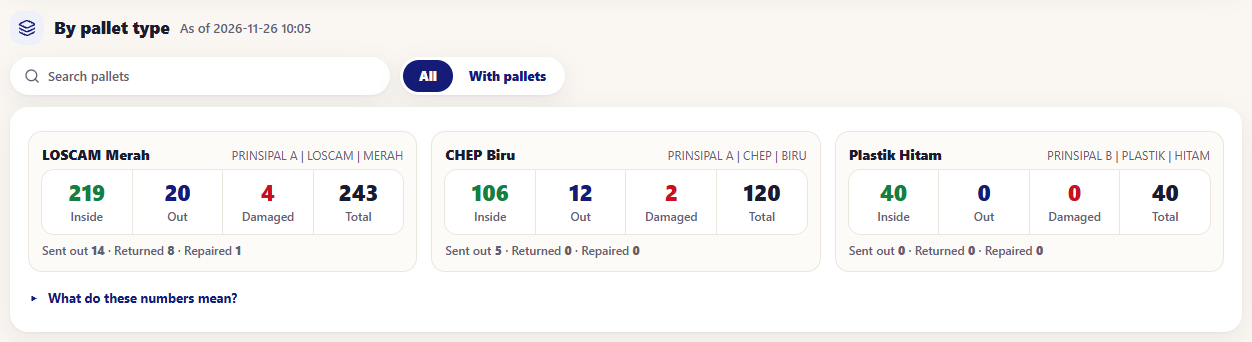 By pallet type As of 2026-11-26 10:05
Search pallets
All With pallets
LOSCAM Merah PRINSIPAL A | LOSCAM | MERAH
219 20 4 243
Inside Out Damaged Total
Sent out 14 · Returned 8 · Repaired 1
CHEP Biru PRINSIPAL A | CHEP | BIRU
106 12 2 120
Inside Out Damaged Total
Sent out 5 · Returned 0 · Repaired 0
Plastik Hitam PRINSIPAL B | PLASTIK | HITAM
40 0 0 40
Inside Out Damaged Total
Sent out 0 · Returned 0 · Repaired 0
What do these numbers mean?